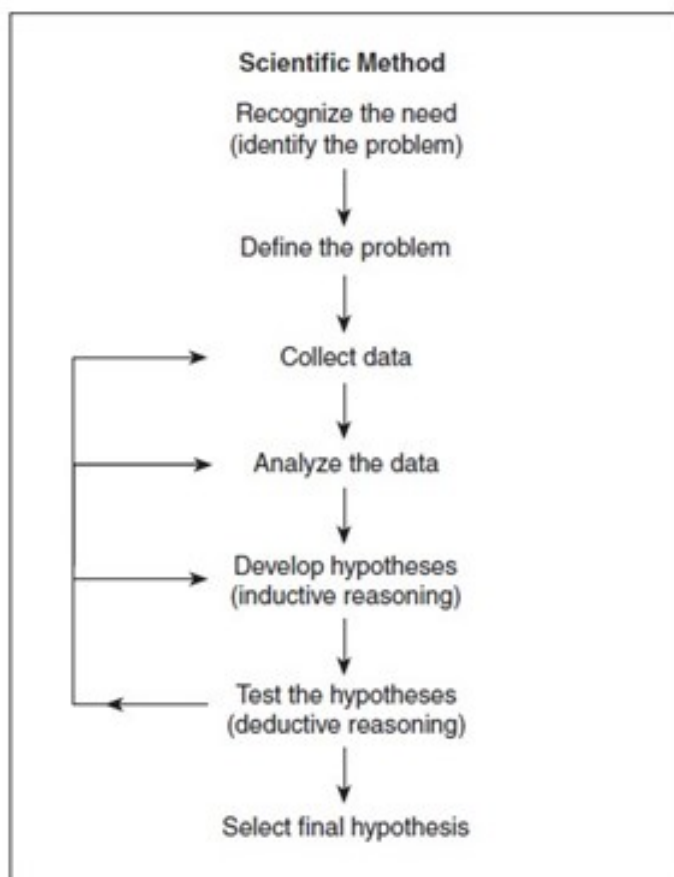 Scientific Method
Recognize the need
(identify the problem)
Define the problem
Collect data
Analyze the data
Develop hypotheses
(inductive reasoning)
Test the hypotheses
(deductive reasoning)
Select final hypothesis